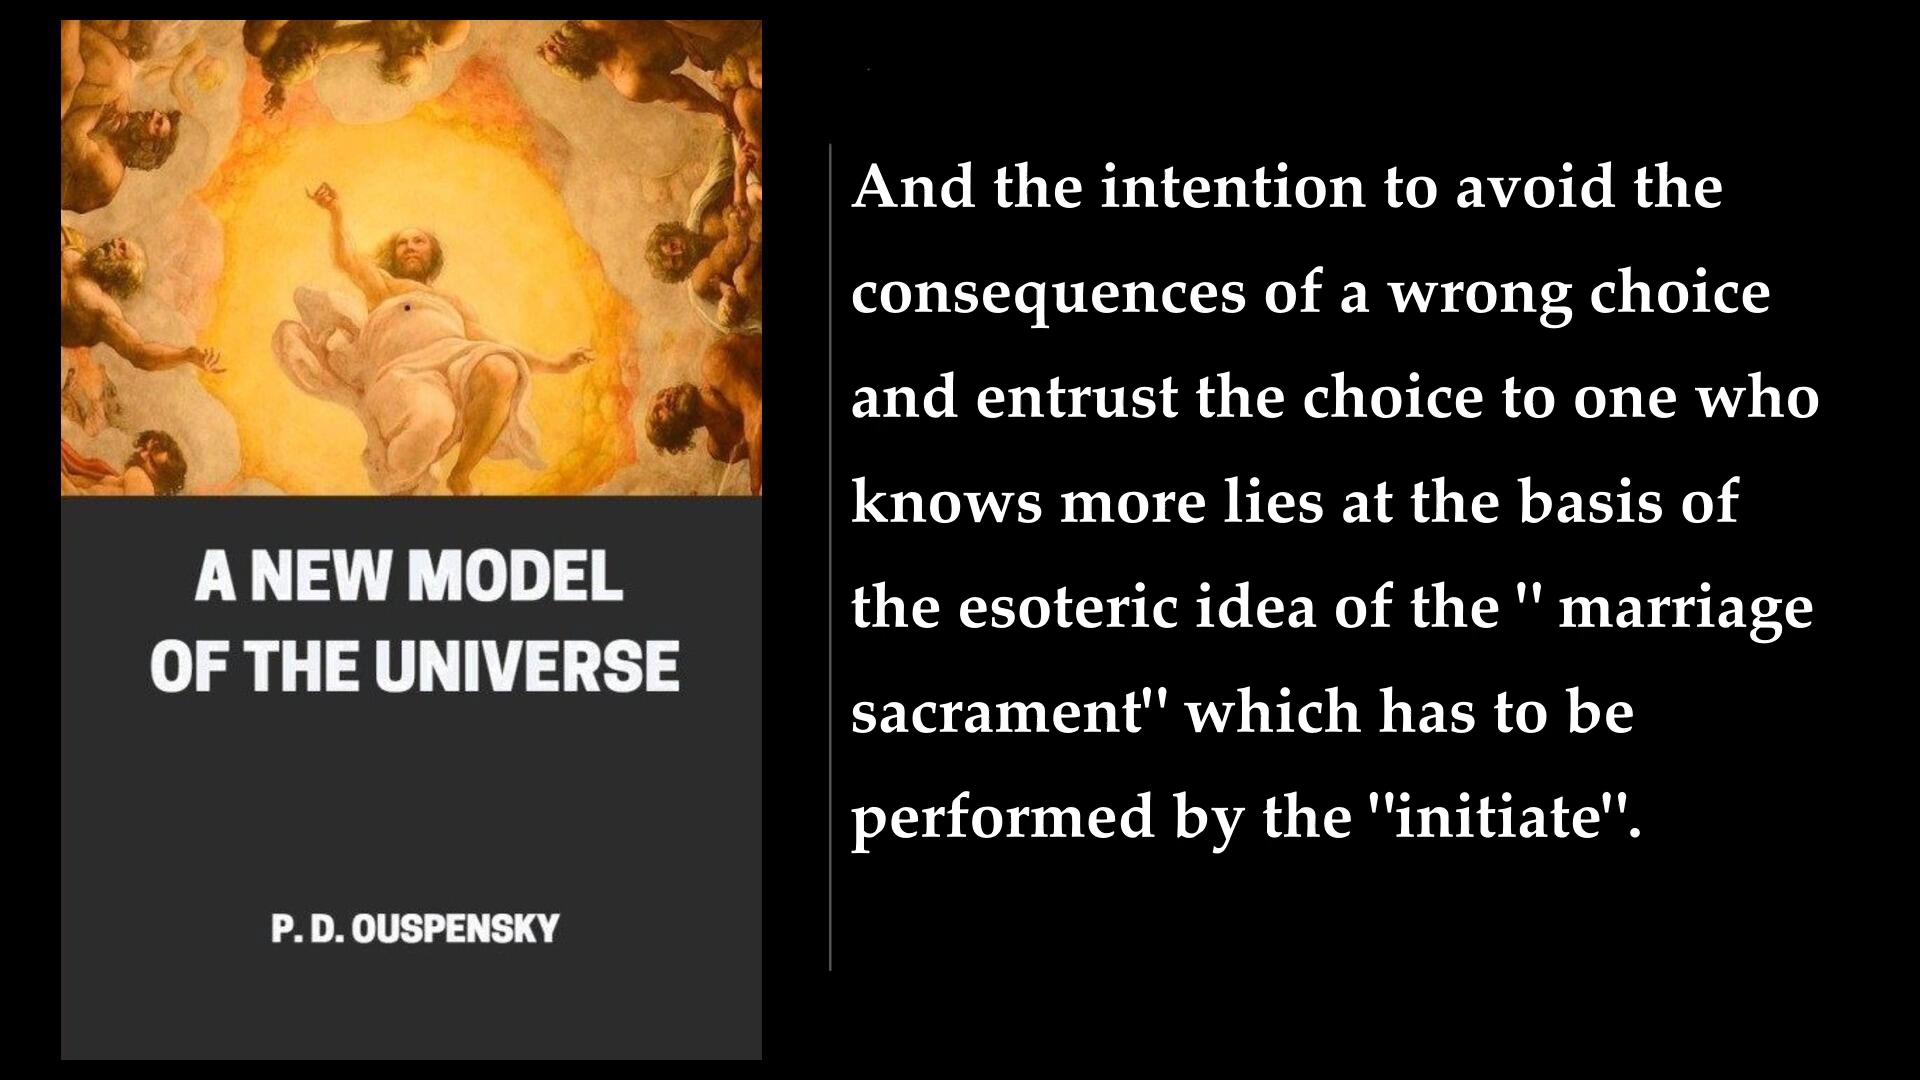 A NEW MODEL
OF THE UNIVERSE
P. D. OUSPENSKY
And the intention to avoid the
consequences of a wrong choice
and entrust the choice to one who
knows more lies at the basis of
the esoteric idea of the " marriage
sacrament" which has to be
performed by the "initiate".